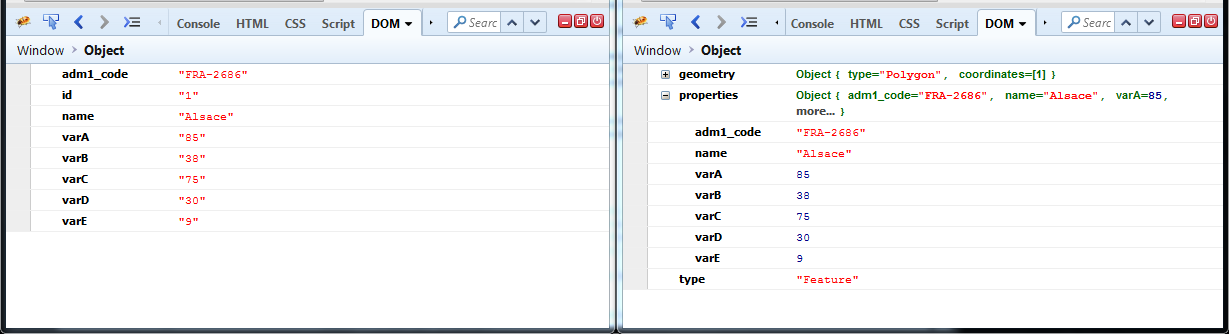 Console HTML CSS Script DOM Searc
Window > Object
adm1_code "FRA-2686"
id "1"
name "Alsace"
varA "85"
varB "38"
varC "75"
varD "30"
varE "9"
Console HTML CSS Script DOM Searc
Window > Object
geometry Object { type="Polygon", coordinates=[1] }
properties Object { adm1_code="FRA-2686", name="Alsace", varA=85,
more... }
adm1_code "FRA-2686"
name "Alsace"
varA 85
varB 38
varC 75
varD 30
varE 9
type "Feature"